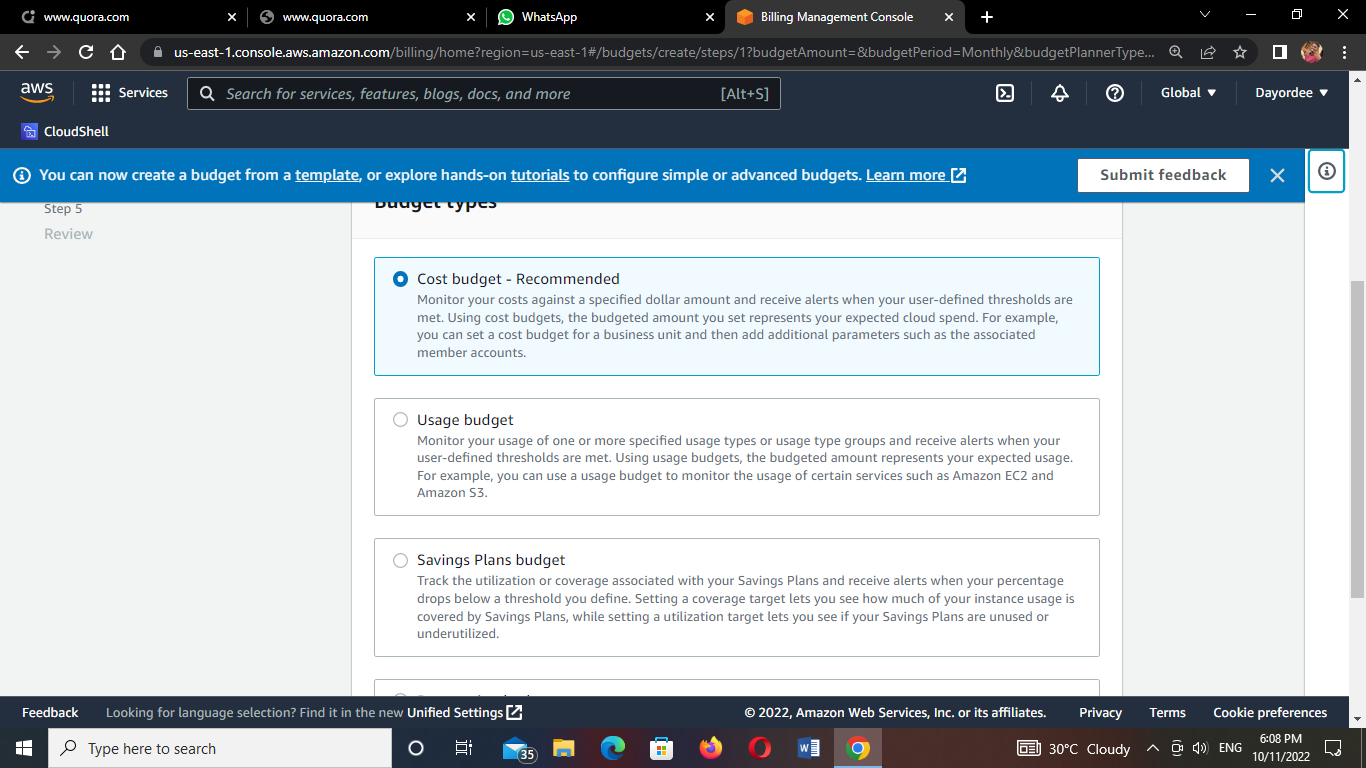 www.quora.com
www.quora.com
WhatsApp
Billing Management Console
us-east-1.console.aws.amazon.com/billing/home?region=us-east-1#/budgets/create/steps/1?budgetAmount=&budgetPeriod=Monthly&budgetPlannerType...
aws
Services
Search for services, features, blogs, docs, and more
[Alt+S]
Global
Dayordee
CloudShell
You can now create a budget from a template, or explore hands-on tutorials to configure simple or advanced budgets. Learn more
Submit feedback
Step 5
Review
Budget types
Cost budget - Recommended
Monitor your costs against a specified dollar amount and receive alerts when your user-defined thresholds are
met. Using cost budgets, the budgeted amount you set represents your expected cloud spend. For example,
you can set a cost budget for a business unit and then add additional parameters such as the associated
member accounts.
Usage budget
Monitor your usage of one or more specified usage types or usage type groups and receive alerts when your
user-defined thresholds are met. Using usage budgets, the budgeted amount represents your expected usage.
For example, you can use a usage budget to monitor the usage of certain services such as Amazon EC2 and
Amazon S3.
Savings Plans budget
Track the utilization or coverage associated with your Savings Plans and receive alerts when your percentage
drops below a threshold you define. Setting a coverage target lets you see how much of your instance usage is
covered by Savings Plans, while setting a utilization target lets you see if your Savings Plans are unused or
underutilized.
Feedback
Looking for language selection? Find it in the new Unified Settings
© 2022, Amazon Web Services, Inc. or its affiliates.
Privacy
Terms
Cookie preferences
Type here to search
35
30°C Cloudy
ENG
6:08 PM
10/11/2022